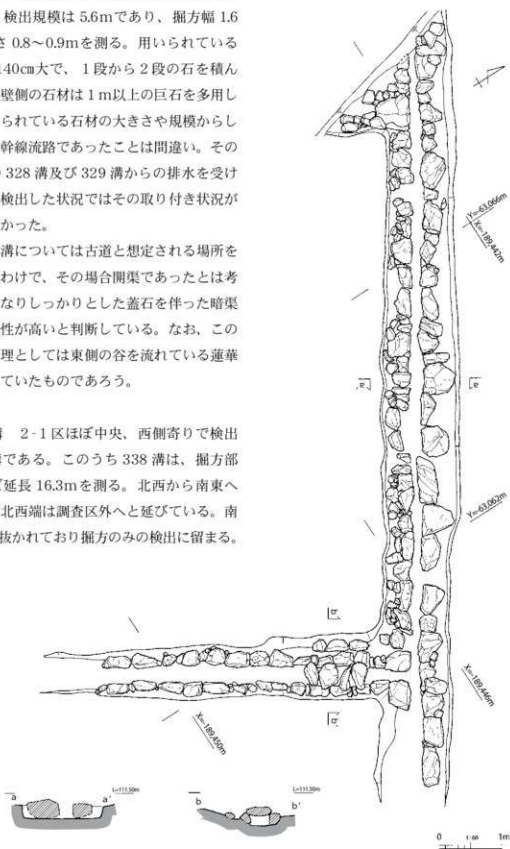 検出規模は 5.6mであり、掘方幅 1.6
さ 0.8～0.9mを測る。用いられている
140㎝大で、１段から２段の石を積ん
壁側の石材は１m以上の巨石を多用し
られている石材の大きさや規模からし
幹線流路であったことは間違い。その
328 溝及び 329 溝からの排水を受け
検出した状況ではその取り付き状況が
かった。
溝については古道と想定される場所を
わけで、その場合開渠であったとは考
なりしっかりとした蓋石を伴った暗渠
性が高いと判断している。なお、この
理としては東側の谷を流れている蓮華
ていたものであろう。
溝　2-1 区ほぼ中央、西側寄りで検出
溝である。このうち 338 溝は、掘方部
延長 16.3mを測る。北西から南東へ
北西端は調査区外へと延びている。南
抜かれており掘方のみの検出に留まる。
Y=-63,066m
X=-189,442m
a
a'
Y=-63,062m
b
X=-189,446m
b'
X=-189,450m
a L=111.50m a'
b L=111.50m b'
0 1:60 1m